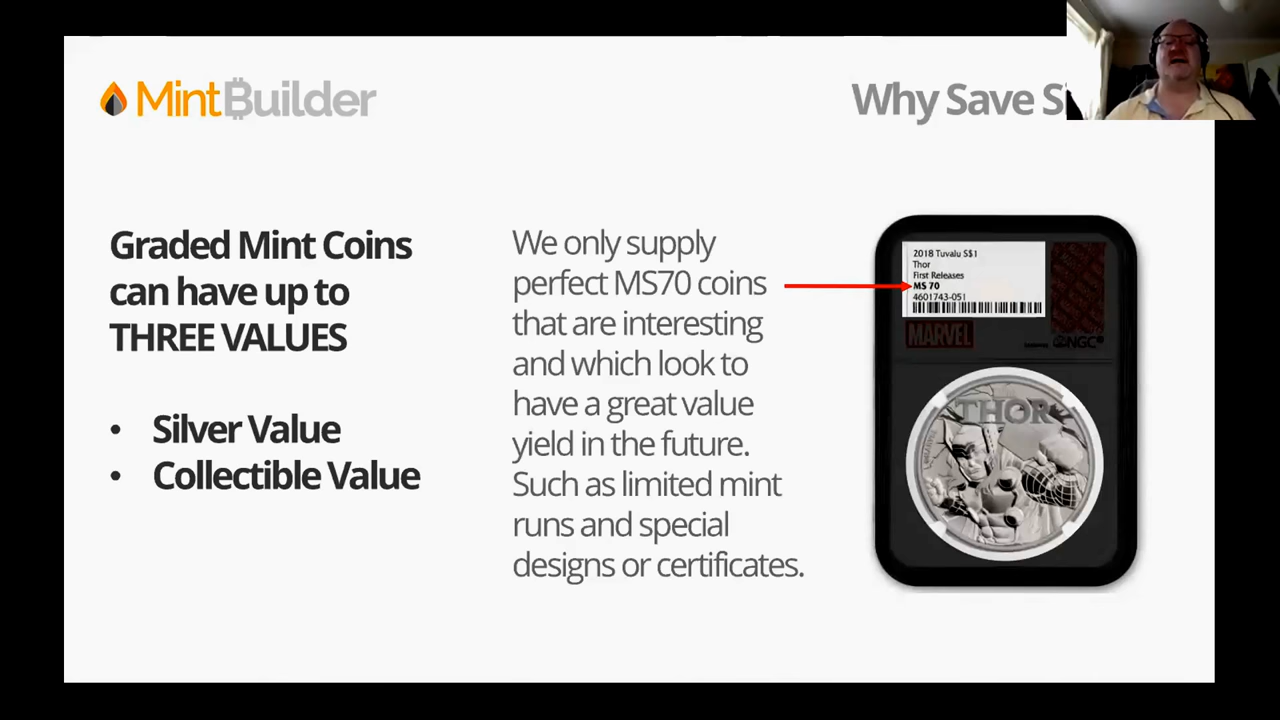 MintBuilder
Why Save
Graded Mint Coins
can have up to
THREE VALUES
• Silver Value
• Collectible Value
We only supply
perfect MS70 coins
that are interesting
and which look to
have a great value
yield in the future.
Such as limited mint
runs and special
designs or certificates.
2018 Tuvalu S$1
Thor
First Releases
MS 70
4601743-051
MARVEL
NGC
THOR